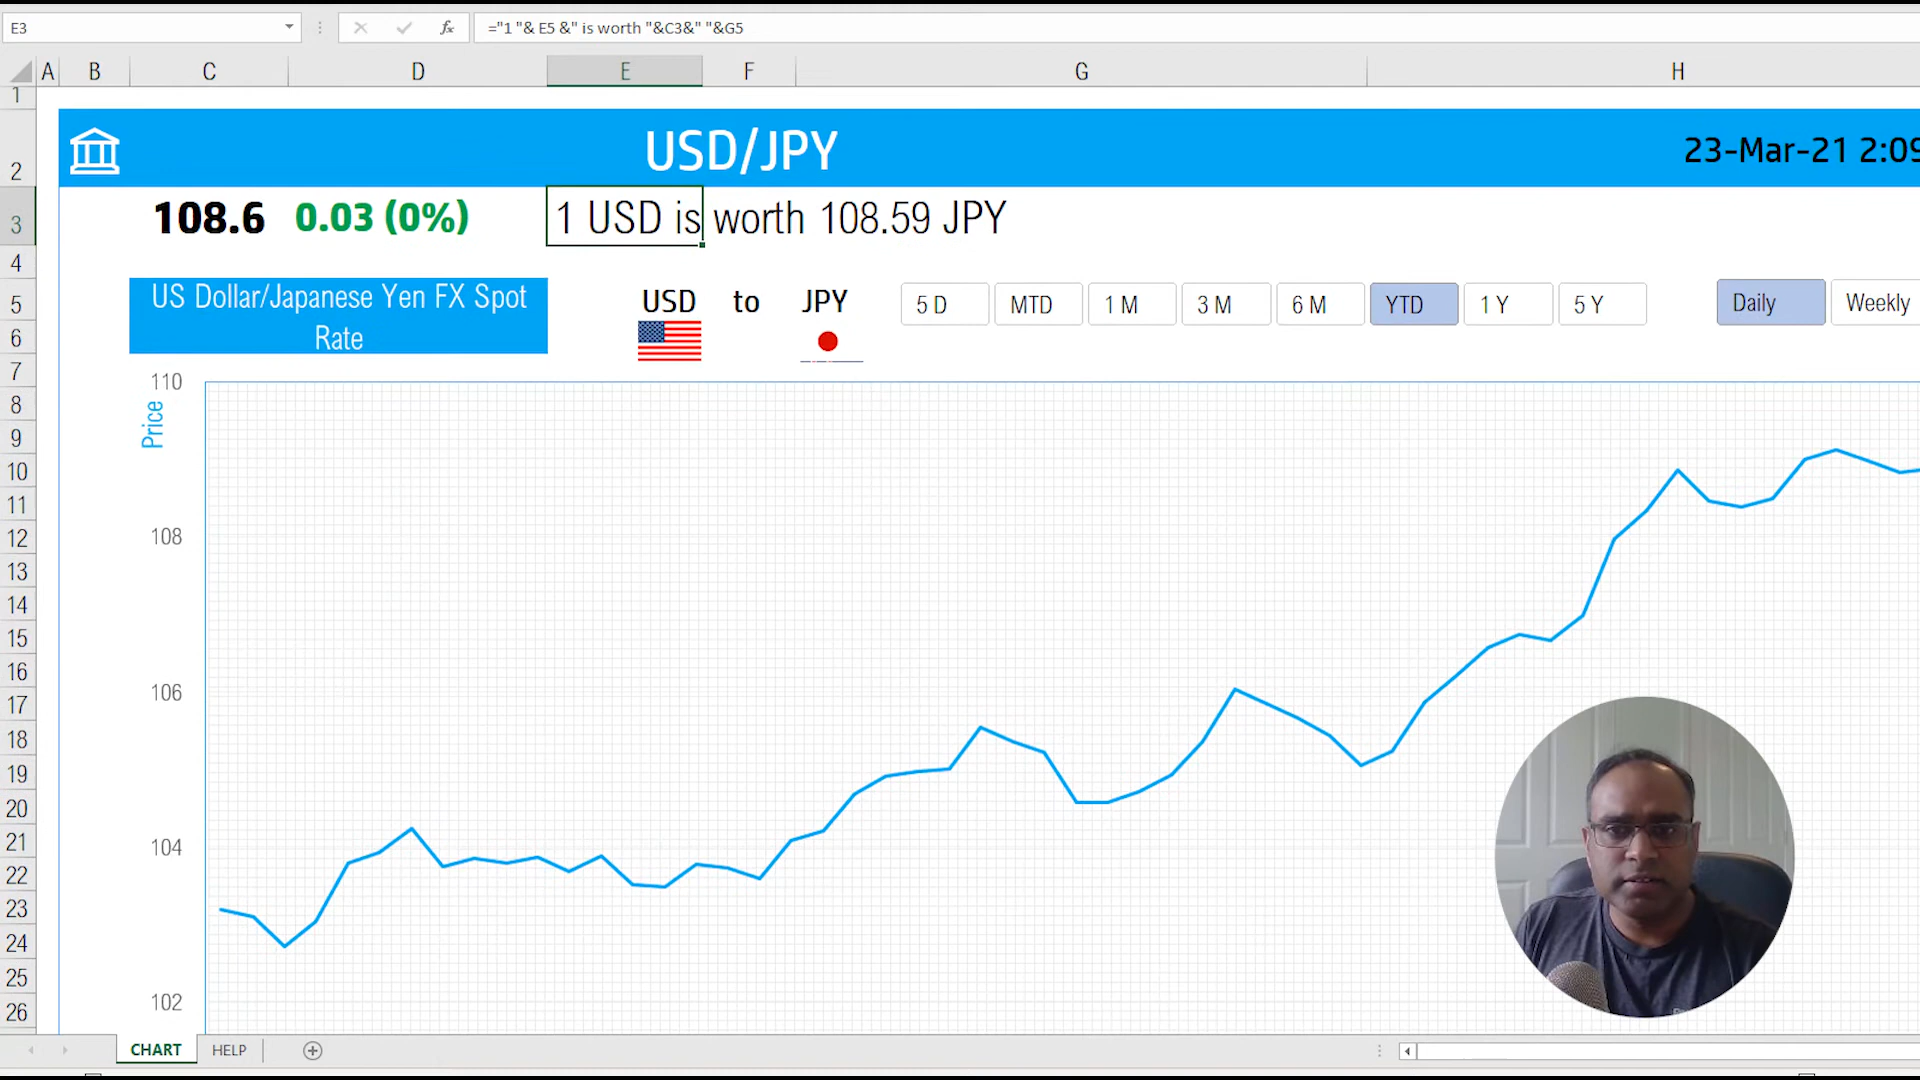 E3
fx
="1 "& E5 &" is worth "&C3&" "&G5
A B C D E F G H
1
2
3
4
5
6
7
8
9
10
11
12
13
14
15
16
17
18
19
20
21
22
23
24
25
26
USD/JPY
23-Mar-21 2:09
108.6 0.03 (0%) 1 USD is worth 108.59 JPY
US Dollar/Japanese Yen FX Spot
Rate
USD to JPY
5 D MTD 1 M 3 M 6 M YTD 1 Y 5 Y Daily Weekly
Price
110
108
106
104
102
CHART HELP